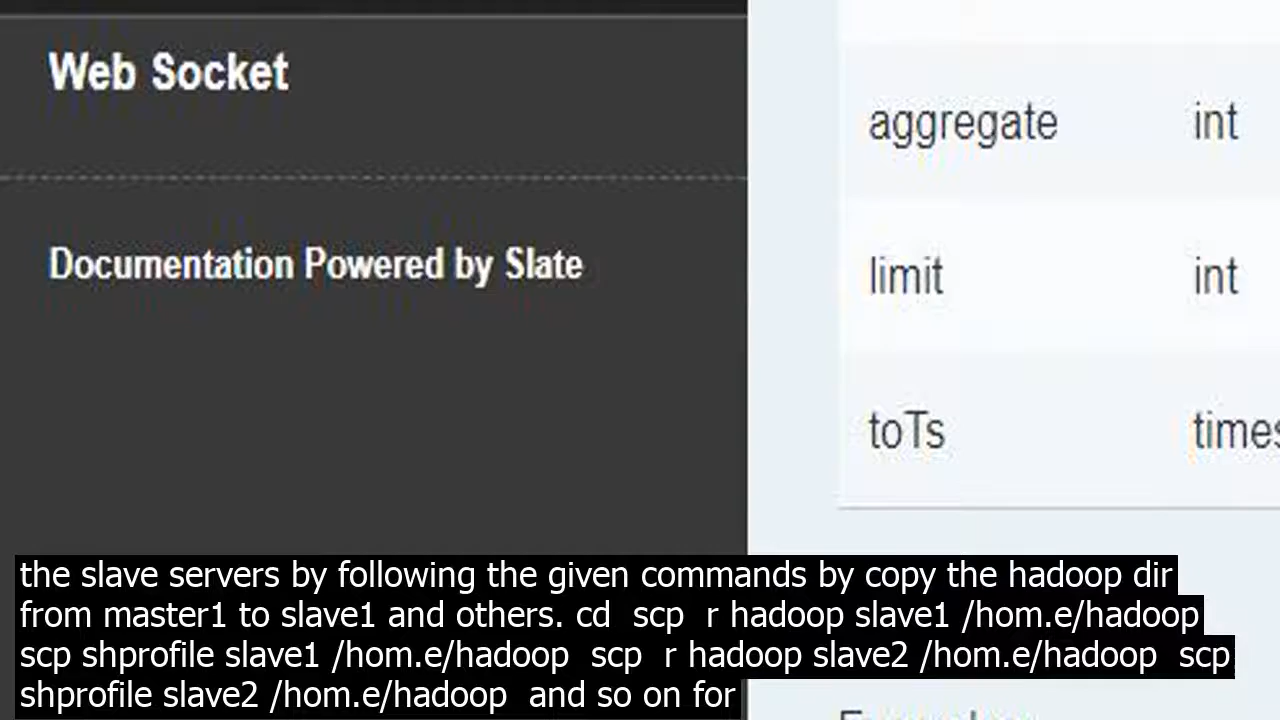 Web Socket
Documentation Powered by Slate
aggregate int
limit int
toTs
the slave servers by following the given commands by copy the hadoop dir
from master1 to slave1 and others. cd  scp  r hadoop slave1 /hom.e/hadoop
scp shprofile slave1 /hom.e/hadoop  scp  r hadoop slave2 /hom.e/hadoop  scp
shprofile slave2 /hom.e/hadoop  and so on for